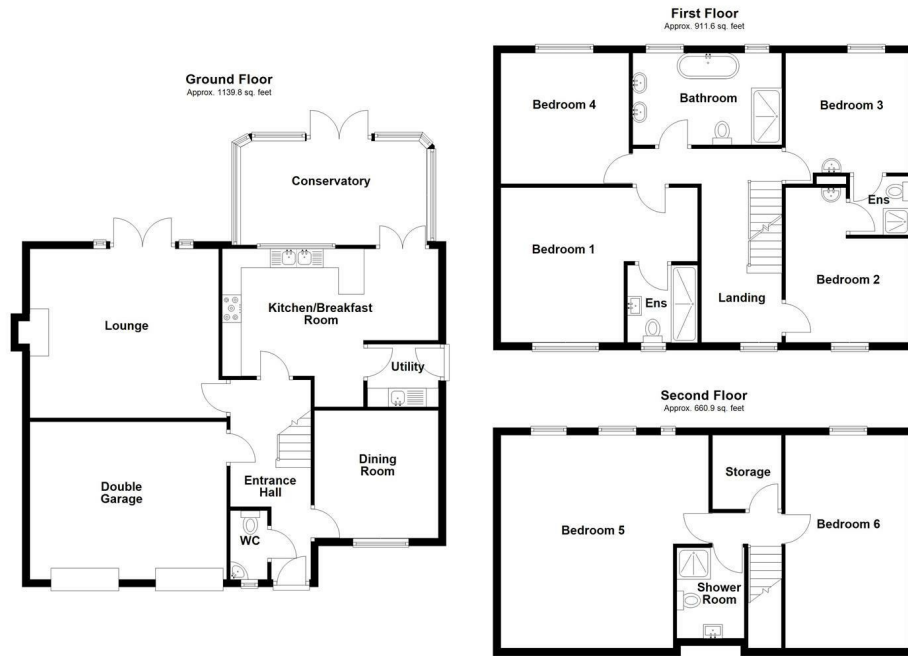 Ground Floor
Approx. 1139.8 sq. feet
Conservatory
Lounge
Kitchen/Breakfast
Room
Utility
Double
Garage
Entrance
Hall
Dining
Room
WC
First Floor
Approx. 911.6 sq. feet
Bedroom 4
Bathroom
Bedroom 3
Ens
Bedroom 1
Ens
Landing
Bedroom 2
Second Floor
Approx. 660.9 sq. feet
Bedroom 5
Storage
Bedroom 6
Shower
Room